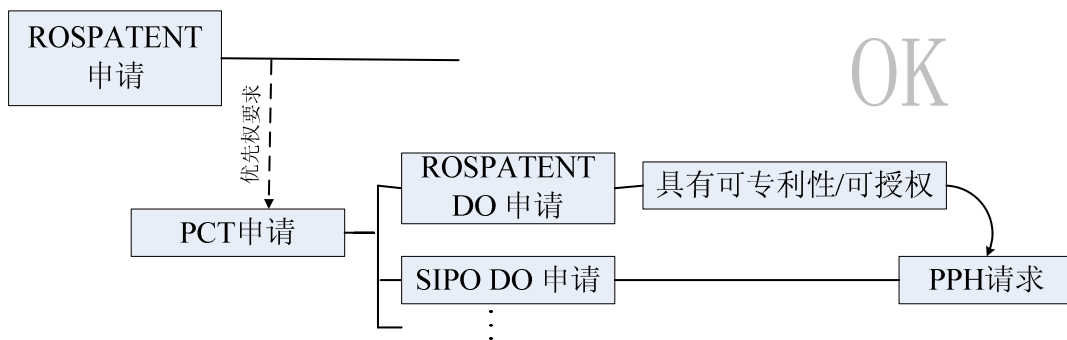 ROSPATENT
申请
OK
优先权要求
ROSPATENT
DO 申请
具有可专利性/可授权
PCT申请
SIPO DO 申请
PPH请求